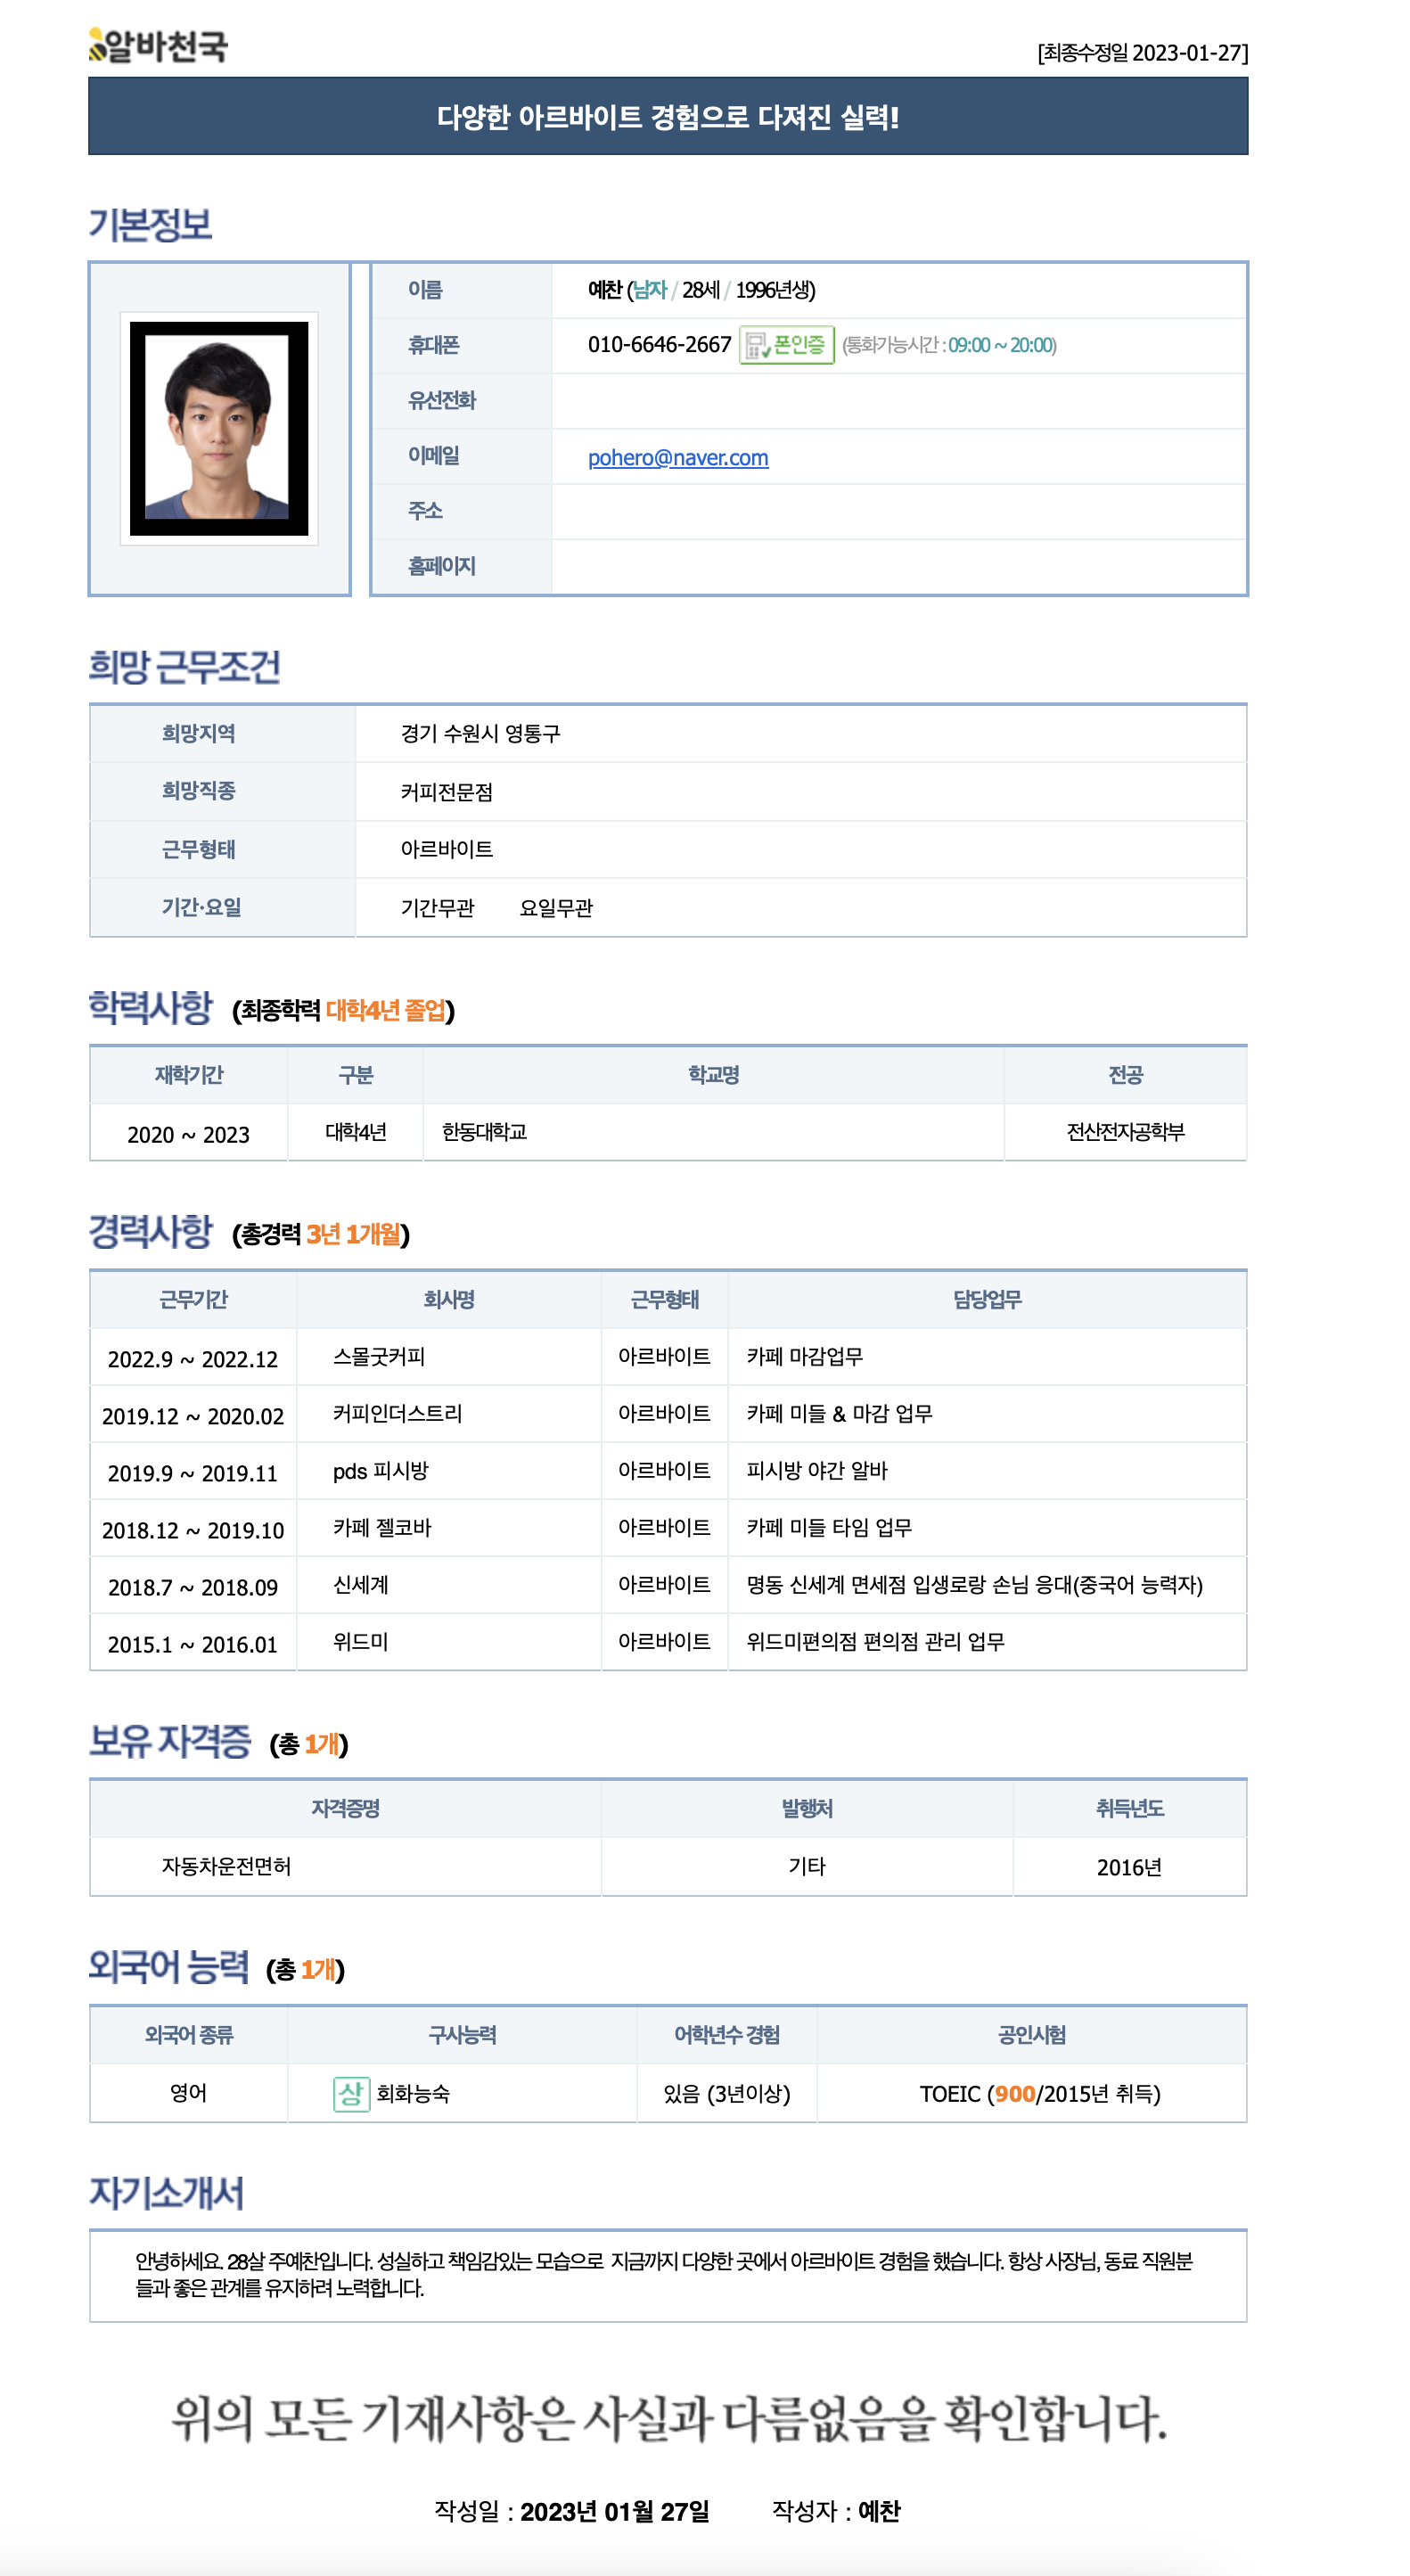 알바천국
[최종수정일 2023-01-27]
다양한 아르바이트 경험으로 다져진 실력!
기본정보
이름 예찬 (남자 / 28세 / 1996년생)
휴대폰 010-6646-2667 폰인증 (통화가능시간 : 09:00 ~ 20:00)
유선전화
이메일 pohero@naver.com
주소
홈페이지
희망 근무조건
희망지역 경기 수원시 영통구
희망직종 커피전문점
근무형태 아르바이트
기간·요일 기간무관 요일무관
학력사항 (최종학력 대학4년 졸업)
재학기간 구분 학교명 전공
2020 ~ 2023 대학4년 한동대학교 전산전자공학부
경력사항 (총경력 3년 1개월)
근무기간 회사명 근무형태 담당업무
2022.9 ~ 2022.12 스몰굿커피 아르바이트 카페 마감업무
2019.12 ~ 2020.02 커피인더스트리 아르바이트 카페 미들 & 마감 업무
2019.9 ~ 2019.11 pds 피시방 아르바이트 피시방 야간 알바
2018.12 ~ 2019.10 카페 젤코바 아르바이트 카페 미들 타임 업무
2018.7 ~ 2018.09 신세계 아르바이트 명동 신세계 면세점 입생로랑 손님 응대(중국어 능력자)
2015.1 ~ 2016.01 위드미 아르바이트 위드미편의점 편의점 관리 업무
보유 자격증 (총 1개)
자격증명 발행처 취득년도
자동차운전면허 기타 2016년
외국어 능력 (총 1개)
외국어 종류 구사능력 어학년수 경험 공인시험
영어 상 회화능숙 있음 (3년이상) TOEIC (900/2015년 취득)
자기소개서
안녕하세요. 28살 주예찬입니다. 성실하고 책임감있는 모습으로 지금까지 다양한 곳에서 아르바이트 경험을 했습니다. 항상 사장님, 동료 직원분
들과 좋은 관계를 유지하려 노력합니다.
위의 모든 기재사항은 사실과 다름없음을 확인합니다.
작성일 : 2023년 01월 27일 작성자 : 예찬